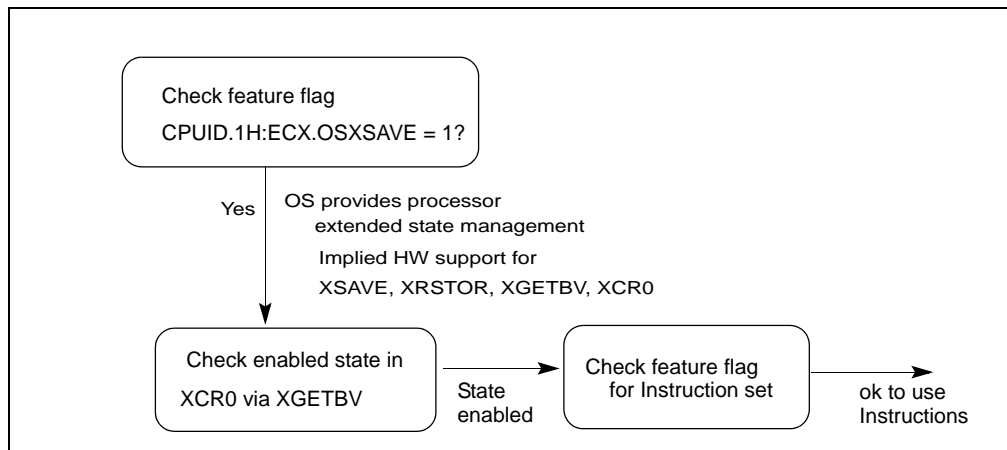 Check feature flag
CPUID.1H:ECX.OSXSAVE = 1?
Yes
OS provides processor
extended state management
Implied HW support for
XSAVE, XRSTOR, XGETBV, XCR0
Check enabled state in
XCR0 via XGETBV
State
enabled
Check feature flag
for Instruction set
ok to use
Instructions